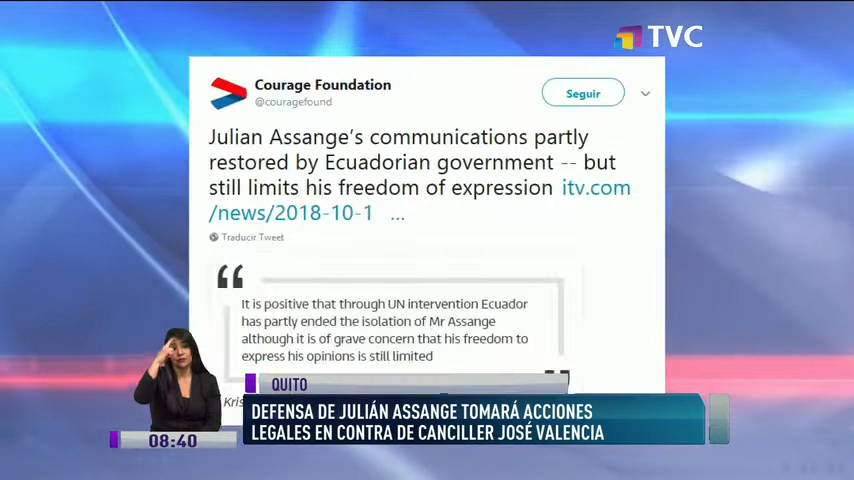 TVC
Courage Foundation
@couragefound
Seguir
Julian Assange's communications partly
restored by Ecuadorian government -- but
still limits his freedom of expression itv.com
/news/2018-10-1 ...
Traducir Tweet
“
It is positive that through UN intervention Ecuador
has partly ended the isolation of Mr Assange
although it is of grave concern that his freedom to
express his opinions is still limited
QUITO
DEFENSA DE JULIÁN ASSANGE TOMARÁ ACCIONES
LEGALES EN CONTRA DE CANCILLER JOSÉ VALENCIA
08:40